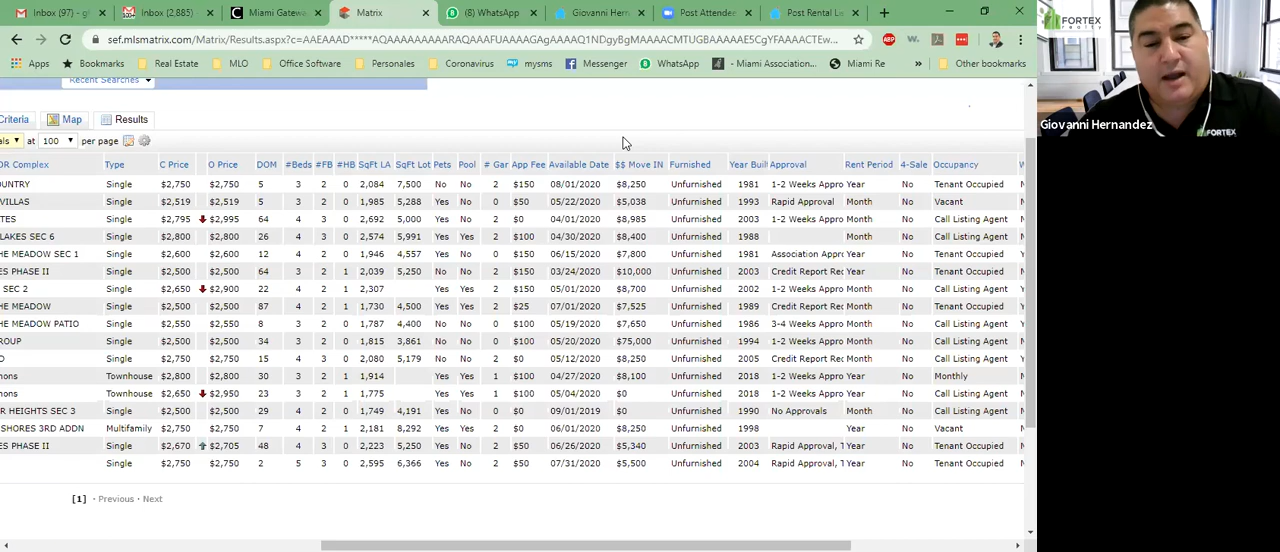 Inbox (97) - g
Inbox (2,885)
Miami Gatew
Matrix
(8) WhatsApp
Giovanni Hern
Post Attendee
Post Rental Li
sef.mlsmatrix.com/Matrix/Results.aspx?c=AAEAAAD*****AQAAAAAAAAARAQAAAFUAAAAGAgAAAAQ1NDgyBgMAAAACMTUGBAAAAAE5CgYFAAAACTEw...
Apps Bookmarks Real Estate MLO Office Software Personales Coronavirus mysms Messenger WhatsApp - Miami Association... Miami Re » Other bookmarks
FORTEX
Recent Searches
Criteria Map Results
als at 100 per page
OR Complex Type C Price O Price DOM #Beds #FB #HB SqFt LA SqFt Lot Pets Pool # Gar App Fee Available Date $$ Move IN Furnished Year Buil Approval Rent Period 4-Sale Occupancy
OUNTRY Single $2,750 $2,750 5 3 2 0 2,084 7,500 No No 2 $150 08/01/2020 $8,250 Unfurnished 1981 1-2 Weeks Appro Year No Tenant Occupied
VILLAS Single $2,519 $2,519 5 3 2 0 1,985 5,288 Yes No 0 $50 05/22/2020 $5,038 Unfurnished 1993 Rapid Approval Month No Vacant
TES Single $2,795 $2,995 64 4 3 0 2,692 5,000 Yes No 2 $0 04/01/2020 $8,985 Unfurnished 2003 1-2 Weeks Appro Month No Call Listing Agent
LAKES SEC 6 Single $2,800 $2,800 26 4 3 0 2,574 5,991 Yes Yes 2 $100 04/30/2020 $8,400 Unfurnished 1988 Month No Call Listing Agent
HE MEADOW SEC 1 Single $2,600 $2,600 12 4 2 0 1,946 4,557 Yes Yes 0 $150 06/15/2020 $7,800 Unfurnished 1981 Association Appro Year No Tenant Occupied
ES PHASE II Single $2,500 $2,500 64 3 2 1 2,039 5,250 No Yes 2 $150 03/24/2020 $10,000 Unfurnished 2003 Credit Report Rec Year No Tenant Occupied
SEC 2 Single $2,650 $2,900 22 3 2 1 2,307 Yes Yes 2 $100 05/01/2020 $8,700 Unfurnished 2002 1-2 Weeks Appro Month No Call Listing Agent
HE MEADOW Single $2,500 $2,500 87 4 2 1 1,730 4,500 Yes Yes 2 $25 07/01/2020 $7,525 Unfurnished 1989 Credit Report Rec Month No Tenant Occupied
HE MEADOW PATIO Single $2,550 $2,550 8 3 2 1 1,787 4,400 No No 0 $100 05/19/2020 $7,650 Unfurnished 1986 3-4 Weeks Appro Year No Call Listing Agent
ROUP Single $2,500 $2,500 34 3 2 0 1,815 3,861 No Yes 0 $100 05/20/2020 $75,000 Unfurnished 1994 1-2 Weeks Appro Year No Call Listing Agent
O Single $2,750 $2,750 15 4 3 0 2,080 5,179 No Yes 2 $0 05/12/2020 $8,250 Unfurnished 2005 Credit Report Rec Year No Call Listing Agent
mons Townhouse $2,800 $2,800 30 3 2 1 1,914 Yes Yes 1 $100 04/27/2020 $8,100 Unfurnished 2018 1-2 Weeks Appro Year No Monthly
mons Townhouse $2,650 $2,950 23 3 2 1 1,775 Yes Yes 1 $100 05/04/2020 $0 Unfurnished 2018 1-2 Weeks Appro Year No Call Listing Agent
R HEIGHTS SEC 3 Single $2,500 $2,500 29 4 2 0 1,749 4,191 Yes No 0 $0 09/01/2019 $0 Unfurnished 1990 No Approvals Month No Call Listing Agent
SHORES 3RD ADDN Multifamily $2,750 $2,750 7 4 2 1 2,181 8,292 Yes Yes 2 $0 06/01/2020 $8,250 Unfurnished 1998 Year No Vacant
ES PHASE II Single $2,670 $2,705 48 4 3 0 2,223 5,250 Yes No 2 $50 06/26/2020 $5,340 Unfurnished 2003 Rapid Approval, T Year No Tenant Occupied
Single $2,750 $2,750 2 5 3 0 2,595 6,366 Yes No 2 $50 07/31/2020 $5,500 Unfurnished 2004 Rapid Approval, T Year No Tenant Occupied
[1] · Previous · Next
Giovanni Hernandez
FORTEX